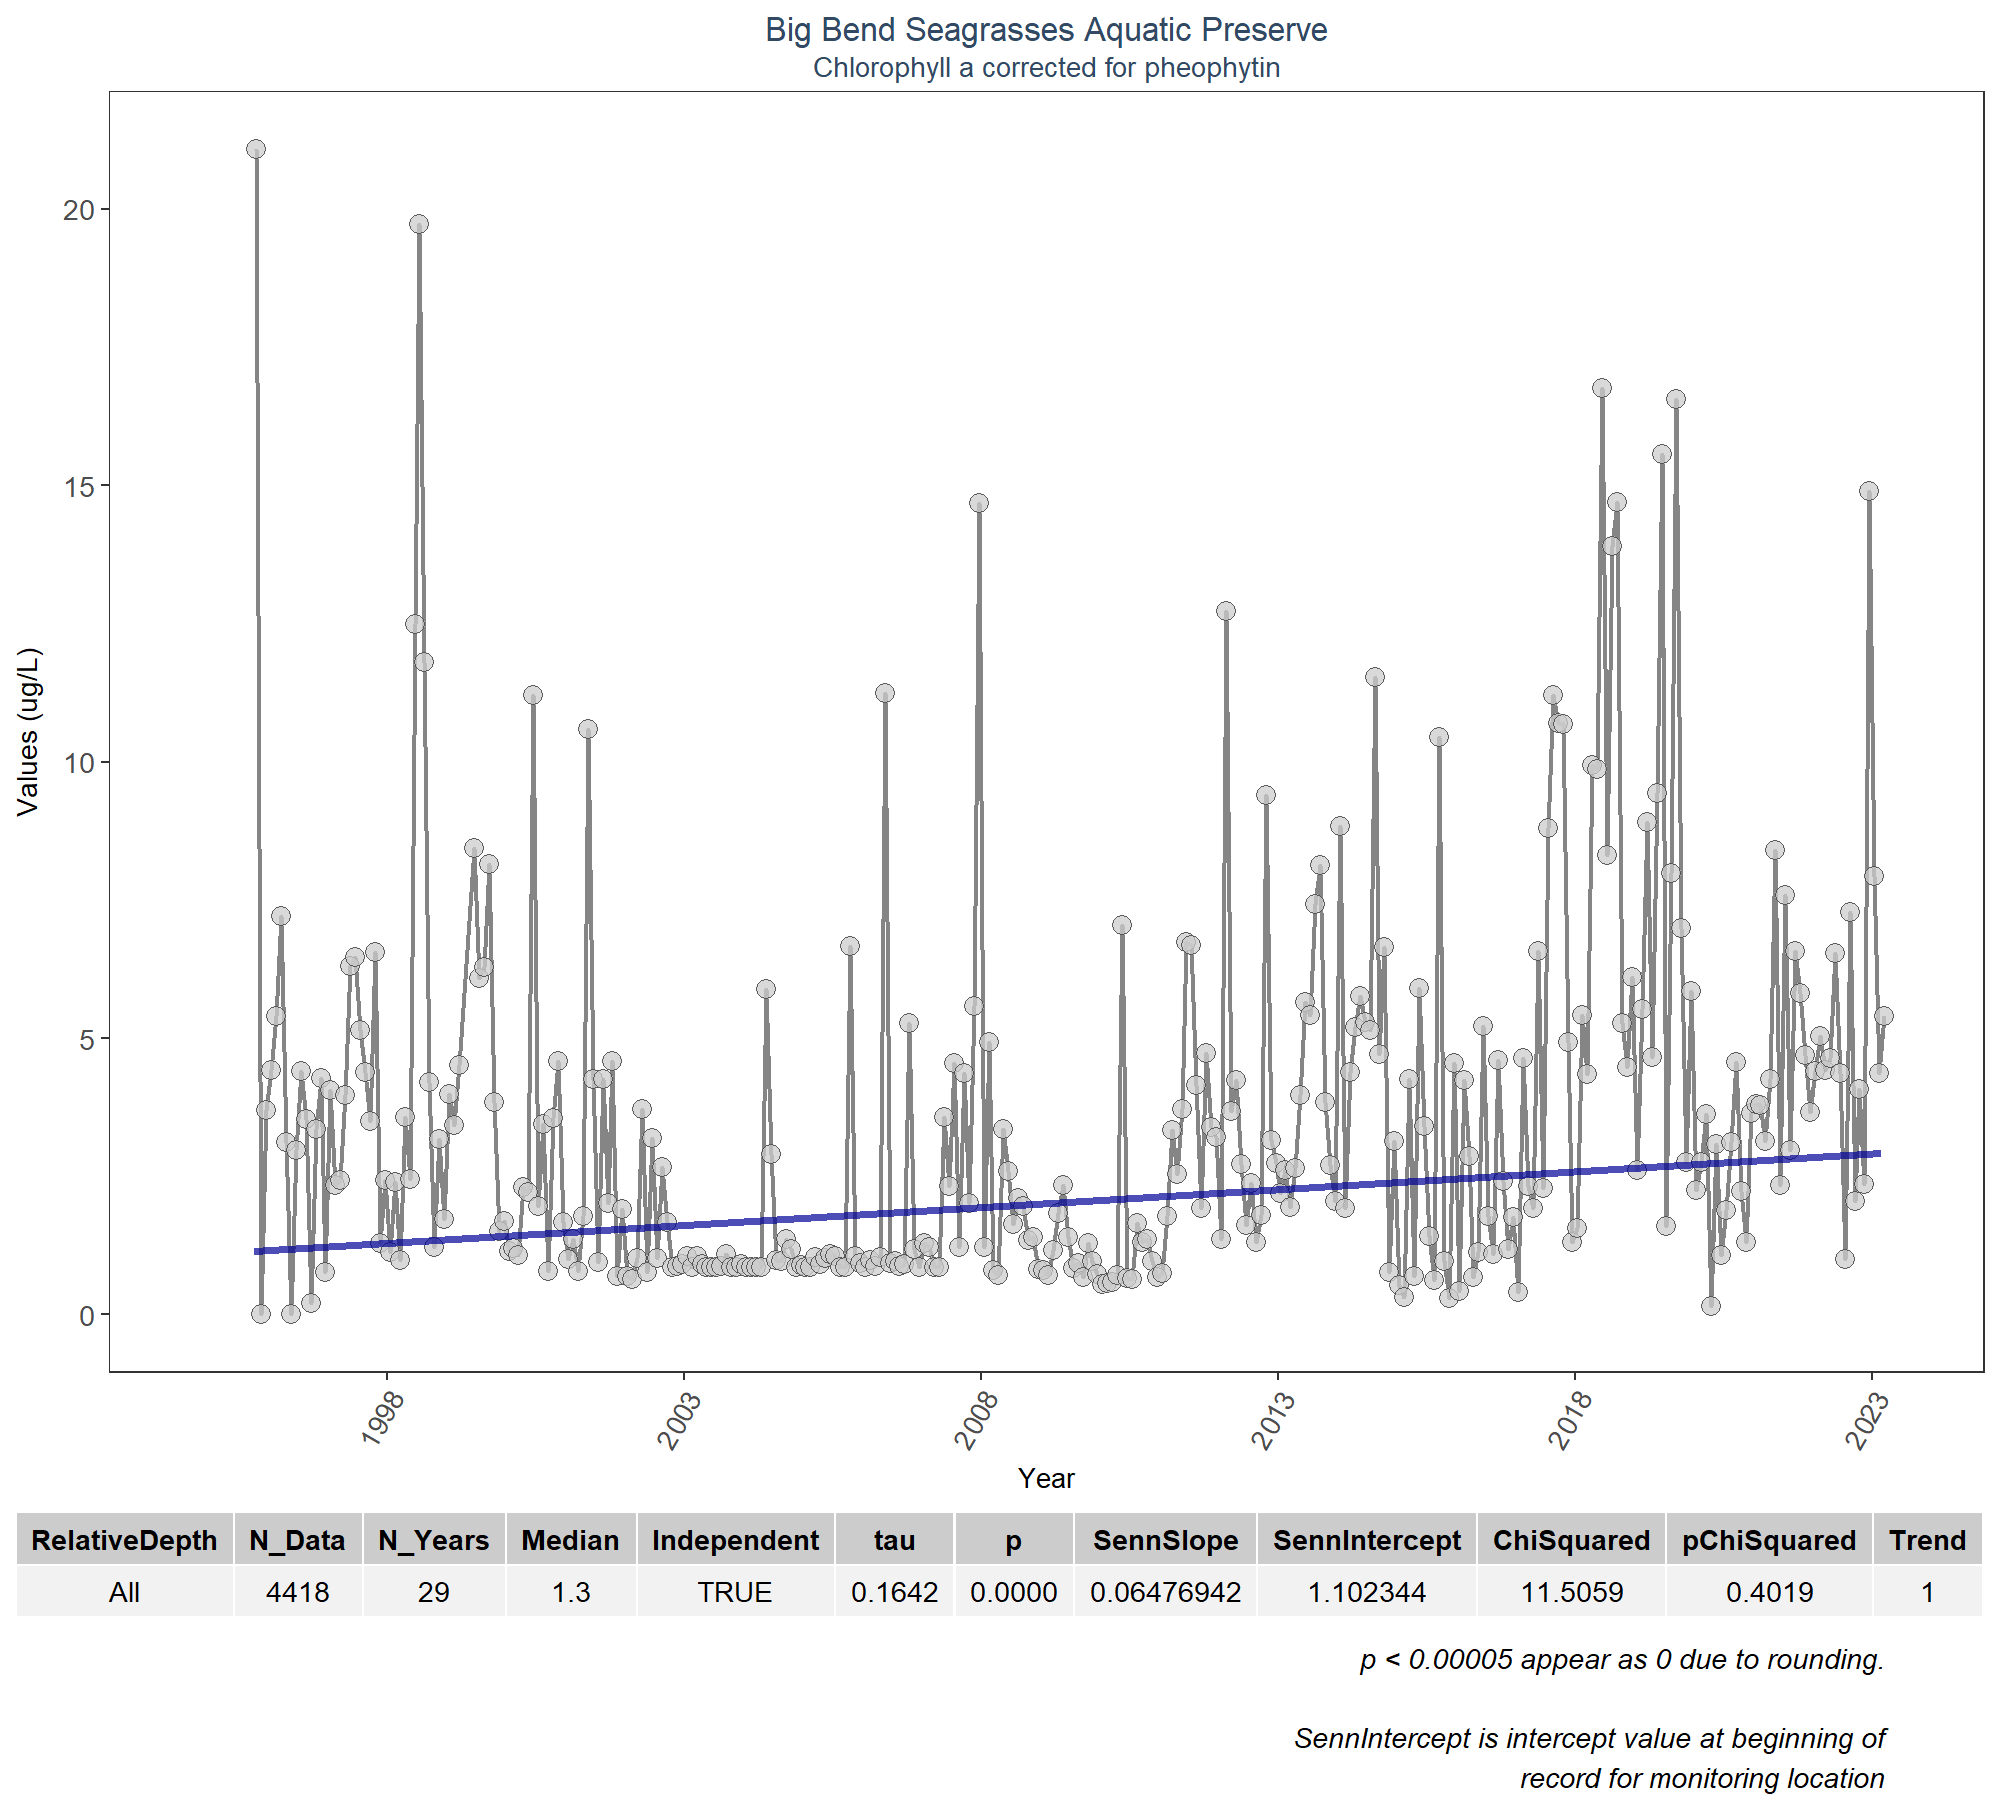 Big Bend Seagrasses Aquatic Preserve
Chlorophyll a corrected for pheophytin
Values (ug/L)
20
15
10
5
0
1998 2003 2008 2013 2018 2023
Year
RelativeDepth N_Data N_Years Median Independent tau p SennSlope SennIntercept ChiSquared pChiSquared Trend
All 4418 29 1.3 TRUE 0.1642 0.0000 0.06476942 1.102344 11.5059 0.4019 1
p < 0.00005 appear as 0 due to rounding.
SennIntercept is intercept value at beginning of
record for monitoring location